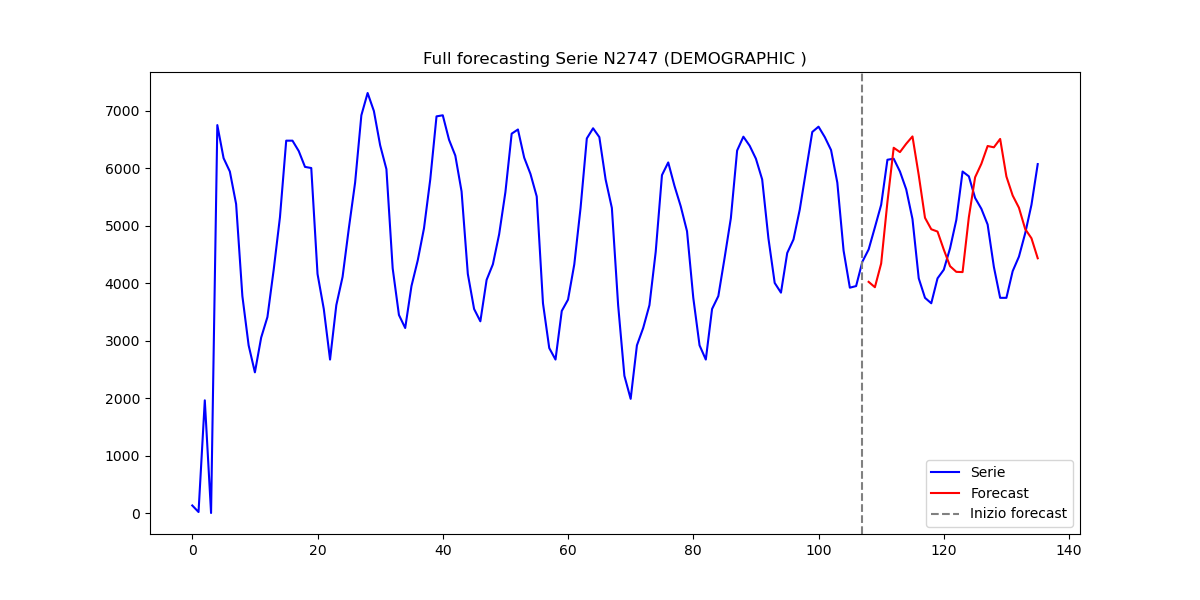 Full forecasting Serie N2747 (DEMOGRAPHIC )
7000
6000
5000
4000
3000
2000
1000
0
Serie
Forecast
Inizio forecast
0 20 40 60 80 100 120 140